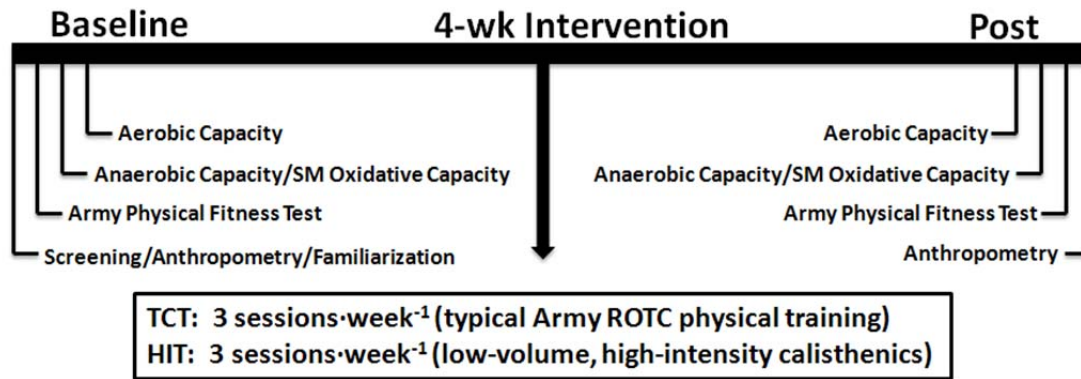 Baseline 4-wk Intervention Post
Aerobic Capacity Aerobic Capacity
Anaerobic Capacity/SM Oxidative Capacity Anaerobic Capacity/SM Oxidative Capacity
Army Physical Fitness Test Army Physical Fitness Test
Screening/Anthropometry/Familiarization Anthropometry
TCT: 3 sessions·week⁻¹ (typical Army ROTC physical training)
HIT: 3 sessions·week⁻¹ (low-volume, high-intensity calisthenics)